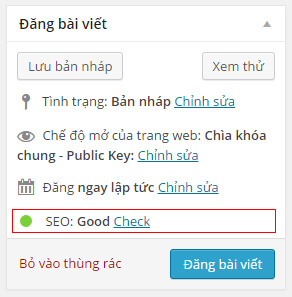 Đăng bài viết
Lưu bản nháp Xem thử
Tình trạng: Bản nháp Chỉnh sửa
Chế độ mở của trang web: Chìa khóa
chung - Public Key: Chỉnh sửa
Đăng ngay lập tức Chỉnh sửa
SEO: Good Check
Bỏ vào thùng rác Đăng bài viết